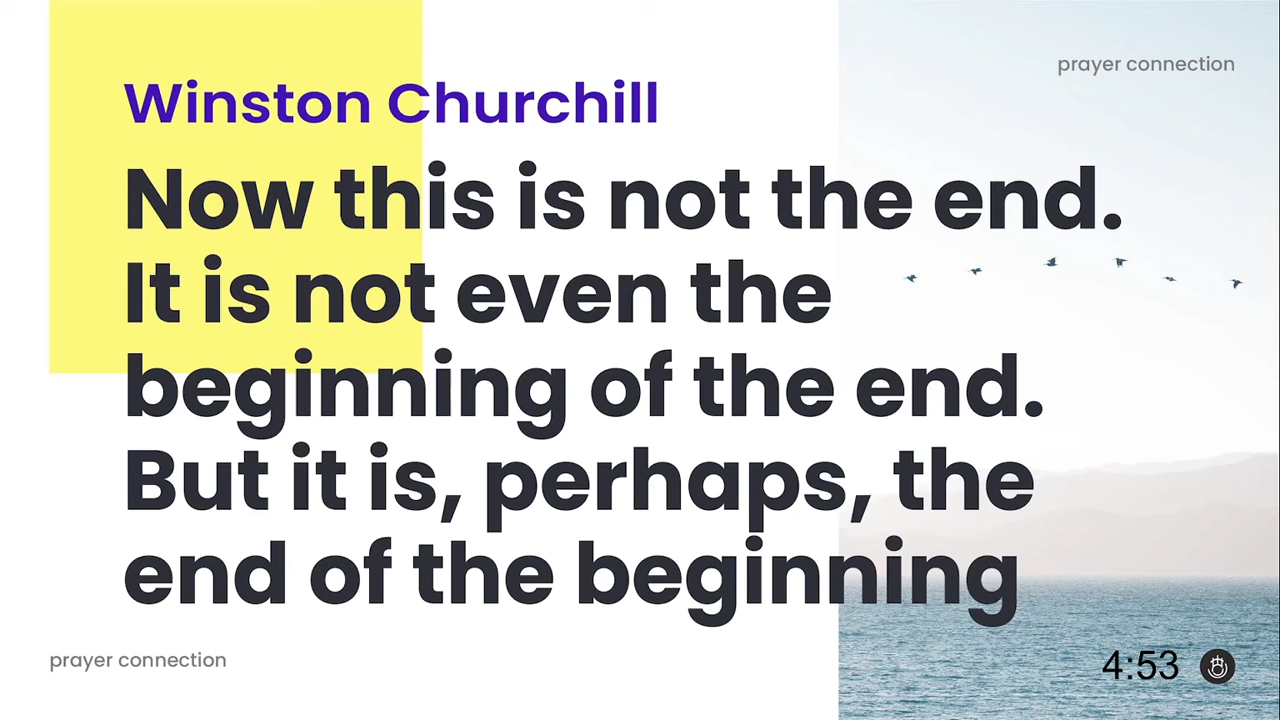 prayer connection
Winston Churchill
Now this is not the end.
It is not even the
beginning of the end.
But it is, perhaps, the
end of the beginning
prayer connection
4:53